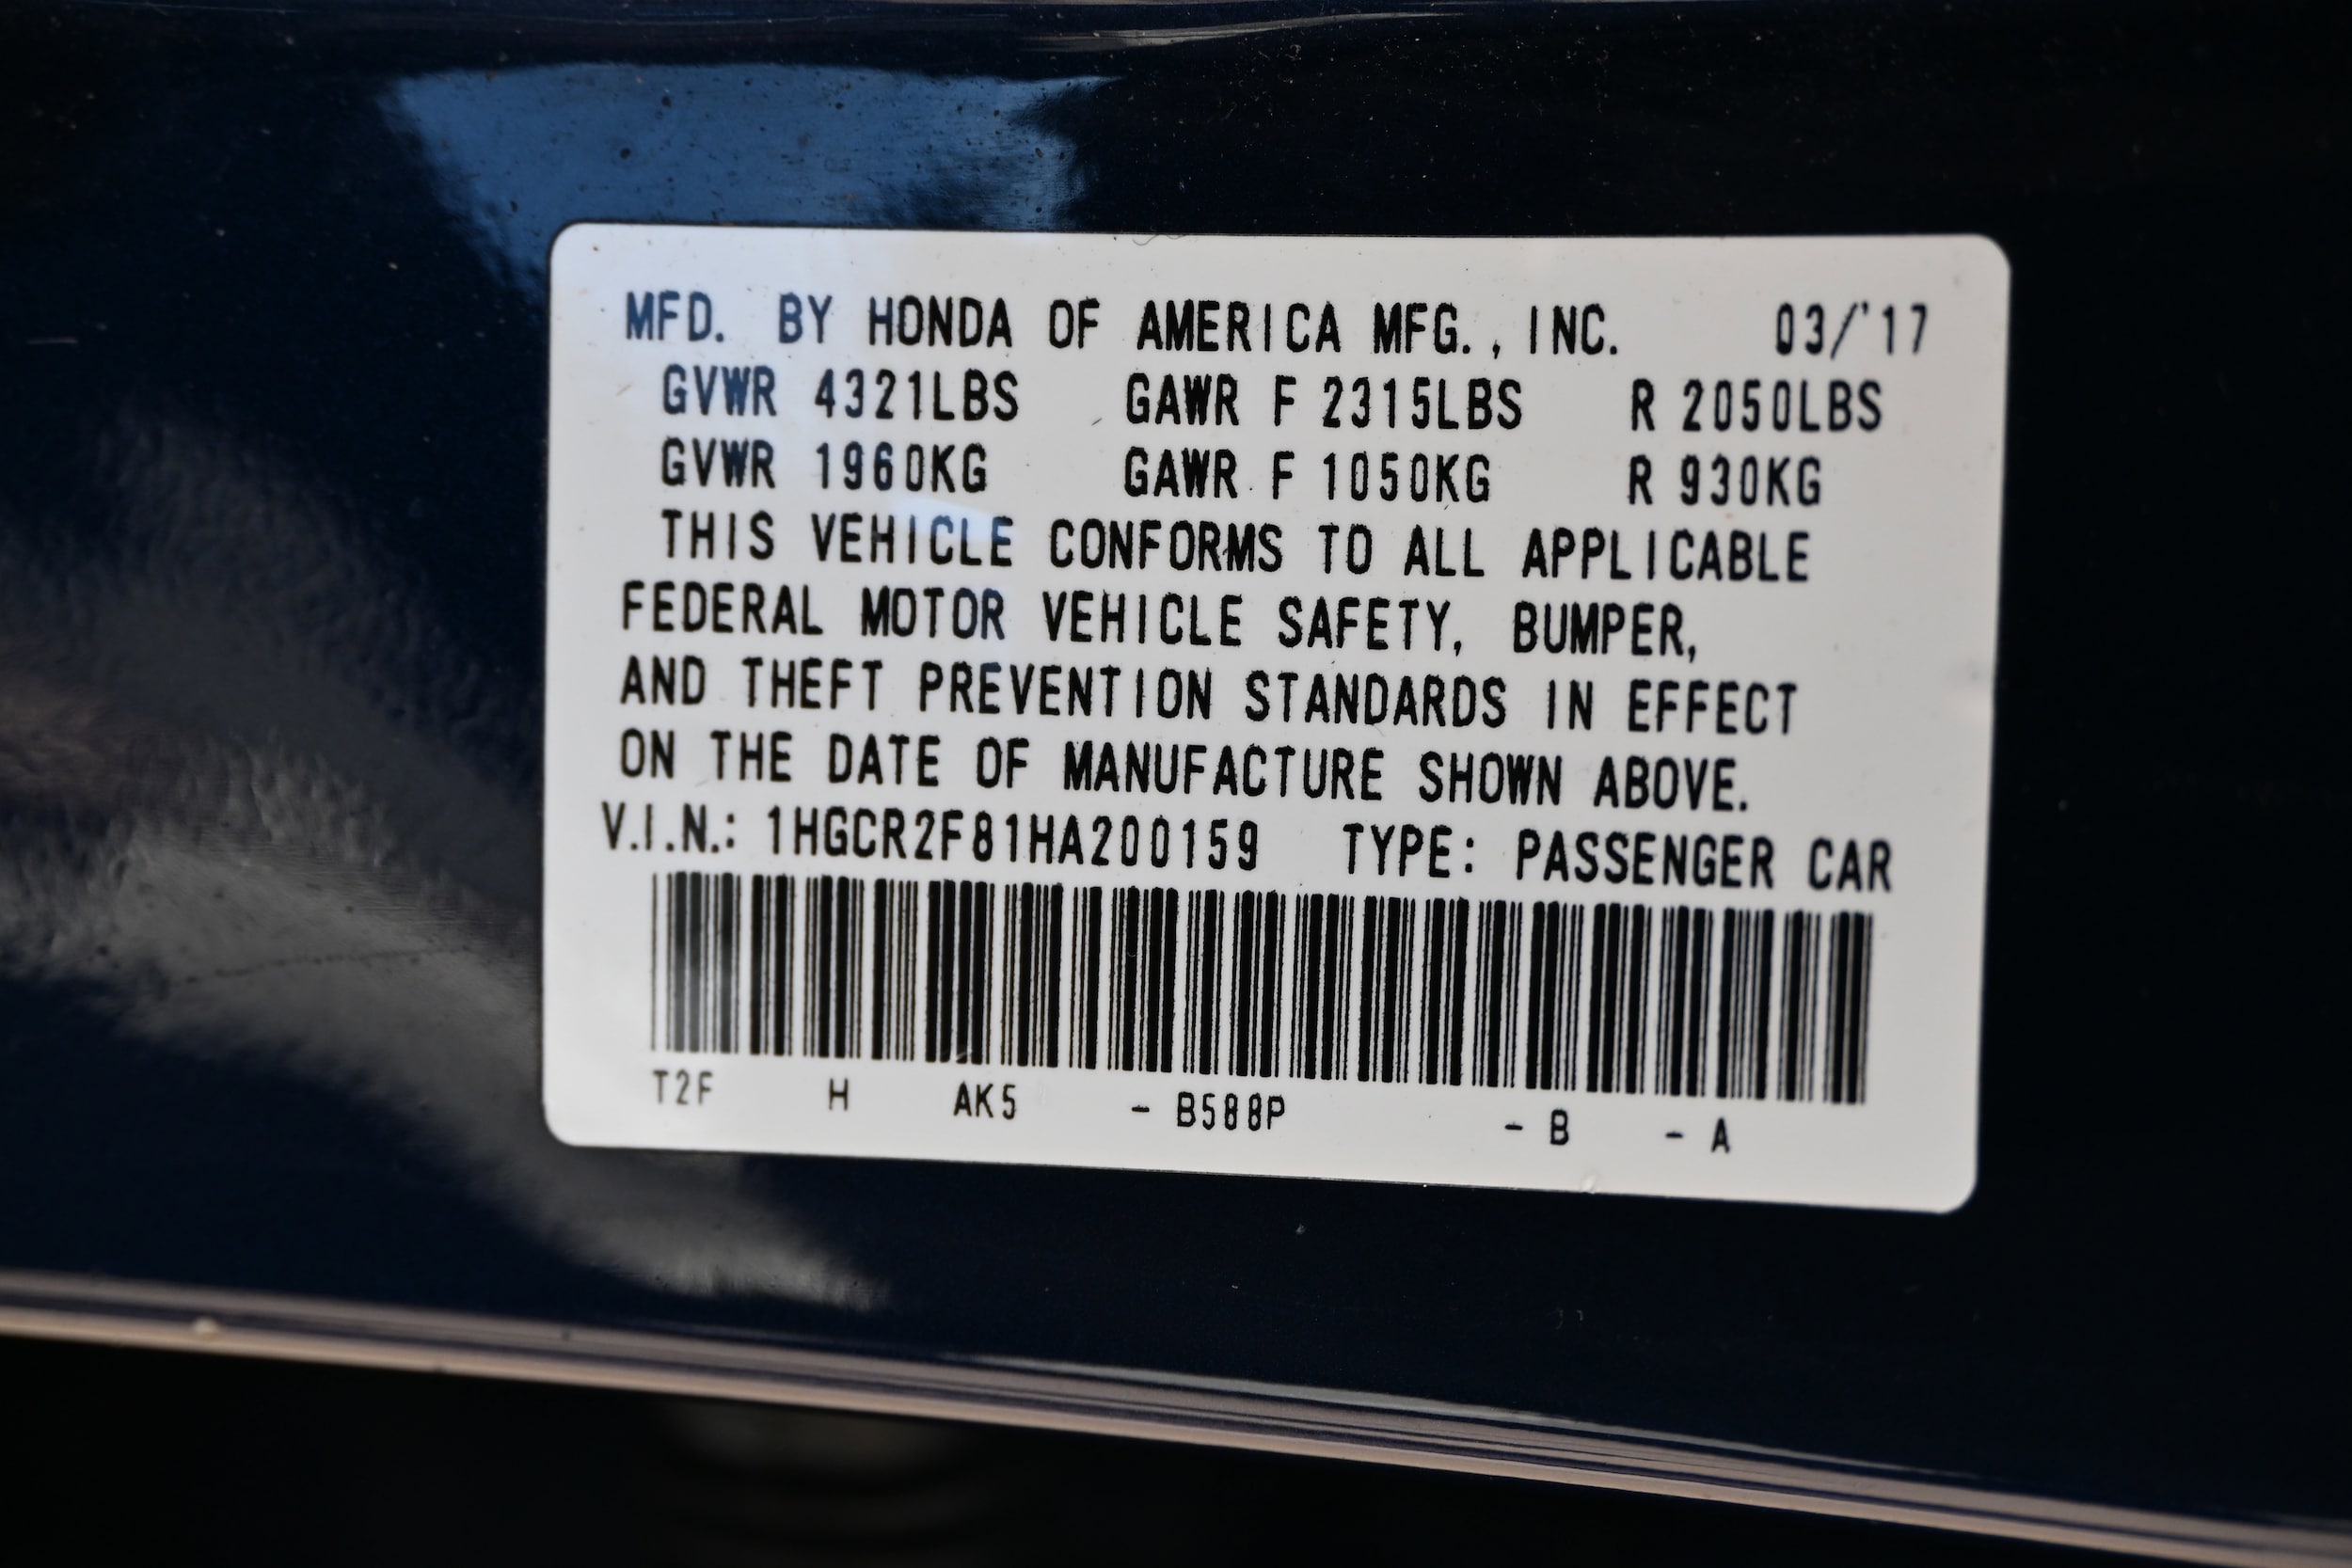 MFD. BY HONDA OF AMERICA MFG., INC. 03/'17
GVWR 4321LBS GAWR F 2315LBS R 2050LBS
GVWR 1960KG GAWR F 1050KG R 930KG
THIS VEHICLE CONFORMS TO ALL APPLICABLE
FEDERAL MOTOR VEHICLE SAFETY, BUMPER,
AND THEFT PREVENTION STANDARDS IN EFFECT
ON THE DATE OF MANUFACTURE SHOWN ABOVE.
V.I.N.: 1HGCR2F81HA200159 TYPE: PASSENGER CAR
T2F H AK5 - B588P - B - A